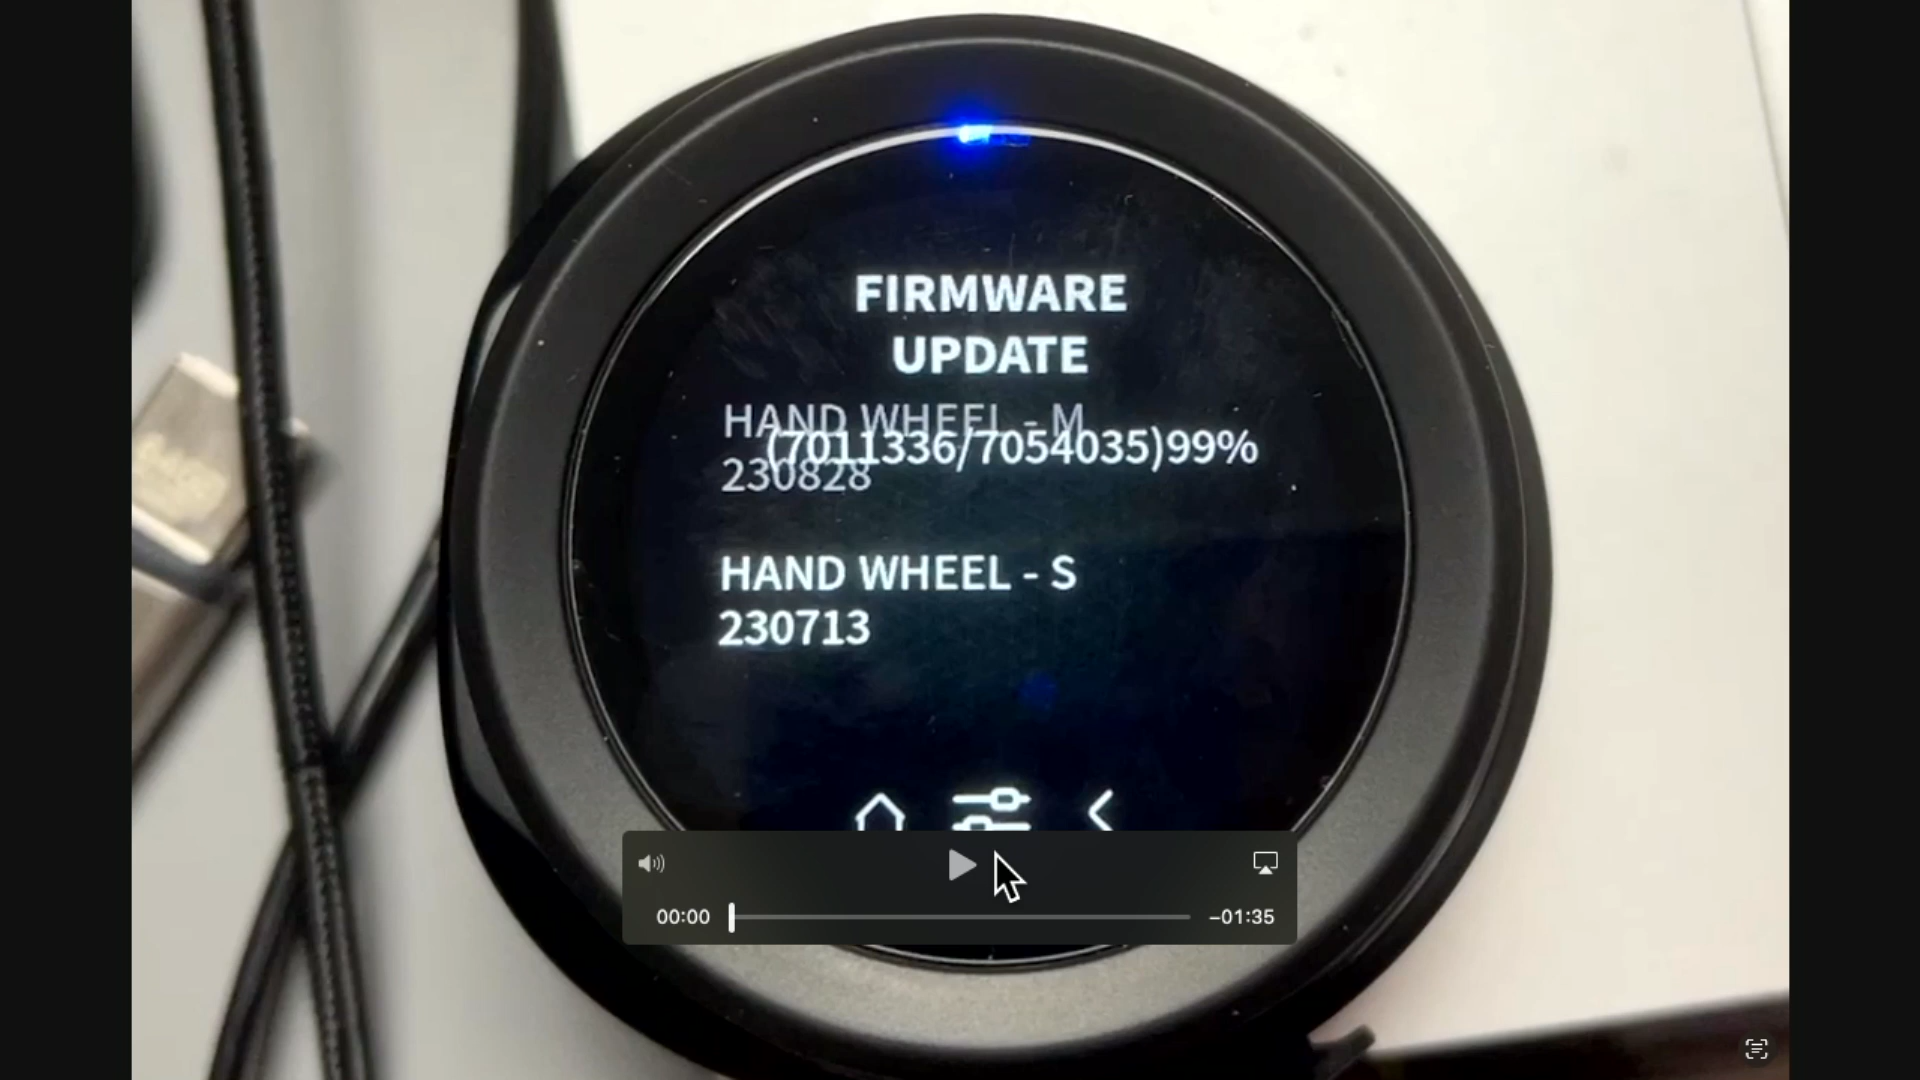 FIRMWARE
UPDATE
HAND WHEEL - M
(7011336/7054035)99%
230828
HAND WHEEL - S
230713
00:00
-01:35